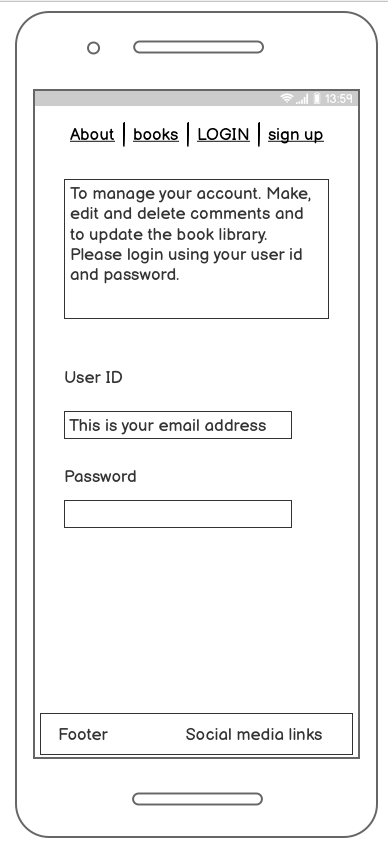 13:59
About | books | LOGIN | sign up
To manage your account. Make,
edit and delete comments and
to update the book library.
Please login using your user id
and password.
User ID
This is your email address
Password
Footer Social media links